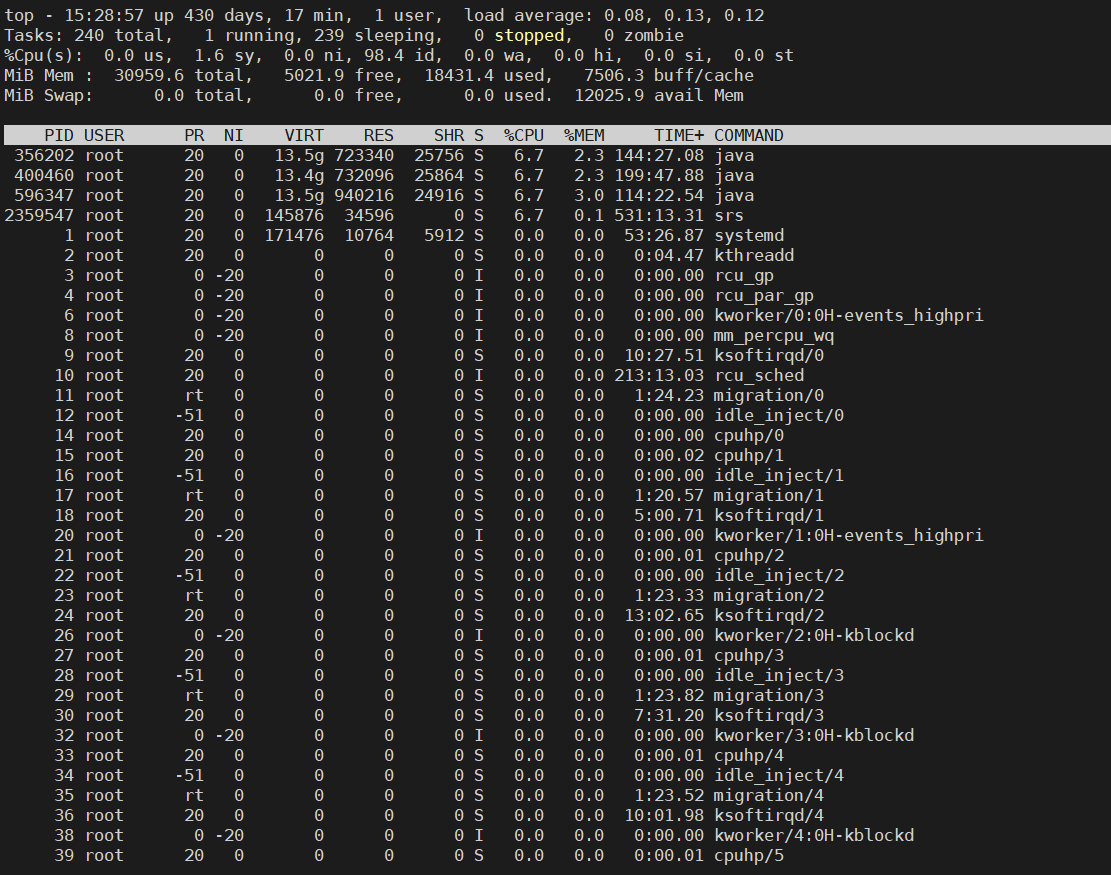 top - 15:28:57 up 430 days, 17 min,  1 user,  load average: 0.08, 0.13, 0.12
Tasks: 240 total,   1 running, 239 sleeping,   0 stopped,   0 zombie
%Cpu(s):  0.0 us,  1.6 sy,  0.0 ni, 98.4 id,  0.0 wa,  0.0 hi,  0.0 si,  0.0 st
MiB Mem :  30959.6 total,   5021.9 free,  18431.4 used,   7506.3 buff/cache
MiB Swap:      0.0 total,      0.0 free,      0.0 used.  12025.9 avail Mem
    PID USER      PR  NI    VIRT    RES    SHR S  %CPU  %MEM     TIME+ COMMAND
 356202 root      20   0   13.5g 723340  25756 S   6.7   2.3 144:27.08 java
 400460 root      20   0   13.4g 732096  25864 S   6.7   2.3 199:47.88 java
 596347 root      20   0   13.5g 940216  24916 S   6.7   3.0 114:22.54 java
2359547 root      20   0  145876  34596      0 S   6.7   0.1 531:13.31 srs
      1 root      20   0  171476  10764   5912 S   0.0   0.0  53:26.87 systemd
      2 root      20   0       0      0      0 S   0.0   0.0   0:04.47 kthreadd
      3 root       0 -20       0      0      0 I   0.0   0.0   0:00.00 rcu_gp
      4 root       0 -20       0      0      0 I   0.0   0.0   0:00.00 rcu_par_gp
      6 root       0 -20       0      0      0 I   0.0   0.0   0:00.00 kworker/0:0H-events_highpri
      8 root       0 -20       0      0      0 I   0.0   0.0   0:00.00 mm_percpu_wq
      9 root      20   0       0      0      0 S   0.0   0.0  10:27.51 ksoftirqd/0
     10 root      20   0       0      0      0 I   0.0   0.0 213:13.03 rcu_sched
     11 root      rt   0       0      0      0 S   0.0   0.0   1:24.23 migration/0
     12 root     -51   0       0      0      0 S   0.0   0.0   0:00.00 idle_inject/0
     14 root      20   0       0      0      0 S   0.0   0.0   0:00.00 cpuhp/0
     15 root      20   0       0      0      0 S   0.0   0.0   0:00.02 cpuhp/1
     16 root     -51   0       0      0      0 S   0.0   0.0   0:00.00 idle_inject/1
     17 root      rt   0       0      0      0 S   0.0   0.0   1:20.57 migration/1
     18 root      20   0       0      0      0 S   0.0   0.0   5:00.71 ksoftirqd/1
     20 root       0 -20       0      0      0 I   0.0   0.0   0:00.00 kworker/1:0H-events_highpri
     21 root      20   0       0      0      0 S   0.0   0.0   0:00.01 cpuhp/2
     22 root     -51   0       0      0      0 S   0.0   0.0   0:00.00 idle_inject/2
     23 root      rt   0       0      0      0 S   0.0   0.0   1:23.33 migration/2
     24 root      20   0       0      0      0 S   0.0   0.0  13:02.65 ksoftirqd/2
     26 root       0 -20       0      0      0 I   0.0   0.0   0:00.00 kworker/2:0H-kblockd
     27 root      20   0       0      0      0 S   0.0   0.0   0:00.01 cpuhp/3
     28 root     -51   0       0      0      0 S   0.0   0.0   0:00.00 idle_inject/3
     29 root      rt   0       0      0      0 S   0.0   0.0   1:23.82 migration/3
     30 root      20   0       0      0      0 S   0.0   0.0   7:31.20 ksoftirqd/3
     32 root       0 -20       0      0      0 I   0.0   0.0   0:00.00 kworker/3:0H-kblockd
     33 root      20   0       0      0      0 S   0.0   0.0   0:00.01 cpuhp/4
     34 root     -51   0       0      0      0 S   0.0   0.0   0:00.00 idle_inject/4
     35 root      rt   0       0      0      0 S   0.0   0.0   1:23.52 migration/4
     36 root      20   0       0      0      0 S   0.0   0.0  10:01.98 ksoftirqd/4
     38 root       0 -20       0      0      0 I   0.0   0.0   0:00.00 kworker/4:0H-kblockd
     39 root      20   0       0      0      0 S   0.0   0.0   0:00.01 cpuhp/5